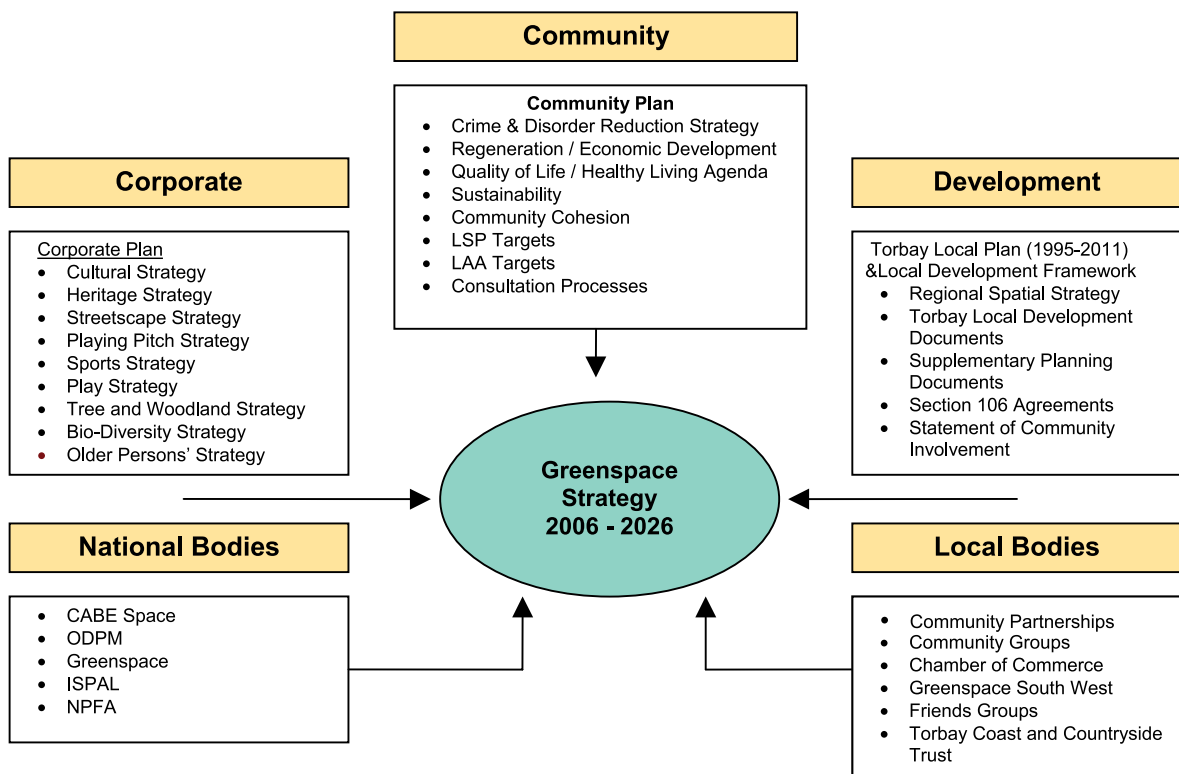 Community
Community Plan
• Crime & Disorder Reduction Strategy
• Regeneration / Economic Development
• Quality of Life / Healthy Living Agenda
• Sustainability
• Community Cohesion
• LSP Targets
• LAA Targets
• Consultation Processes
Corporate
Corporate Plan
• Cultural Strategy
• Heritage Strategy
• Streetscape Strategy
• Playing Pitch Strategy
• Sports Strategy
• Play Strategy
• Tree and Woodland Strategy
• Bio-Diversity Strategy
• Older Persons' Strategy
Development
Torbay Local Plan (1995-2011)
&Local Development Framework
• Regional Spatial Strategy
• Torbay Local Development
Documents
• Supplementary Planning
Documents
• Section 106 Agreements
• Statement of Community
Involvement
Greenspace
Strategy
2006 - 2026
National Bodies
• CABE Space
• ODPM
• Greenspace
• ISPAL
• NPFA
Local Bodies
• Community Partnerships
• Community Groups
• Chamber of Commerce
• Greenspace South West
• Friends Groups
• Torbay Coast and Countryside
Trust